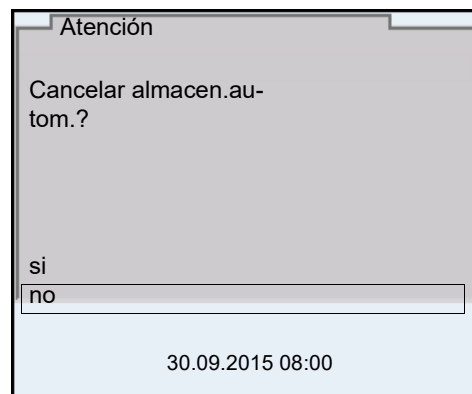 Atención
Cancelar almacen.au-
tom.?
si
no
30.09.2015 08:00